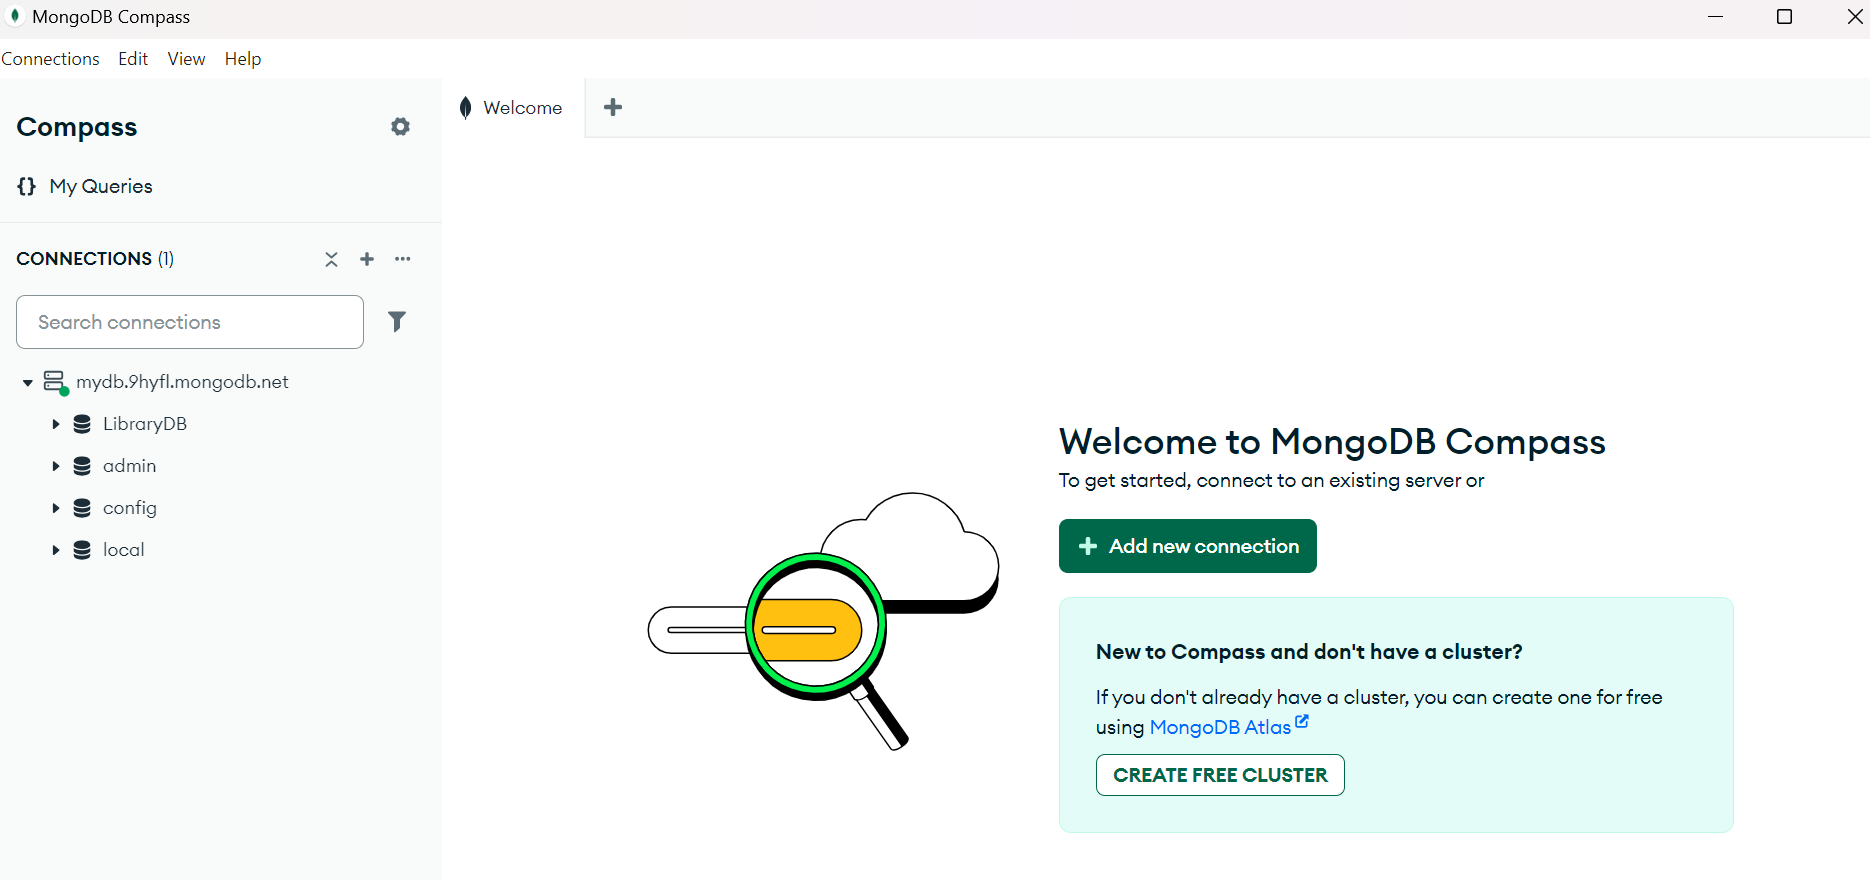 MongoDB Compass
Connections Edit View Help
Compass
Welcome
{} My Queries
CONNECTIONS (1)
Search connections
mydb.9hyfl.mongodb.net
LibraryDB
admin
config
local
Welcome to MongoDB Compass
To get started, connect to an existing server or
Add new connection
New to Compass and don't have a cluster?
If you don't already have a cluster, you can create one for free
using MongoDB Atlas
CREATE FREE CLUSTER